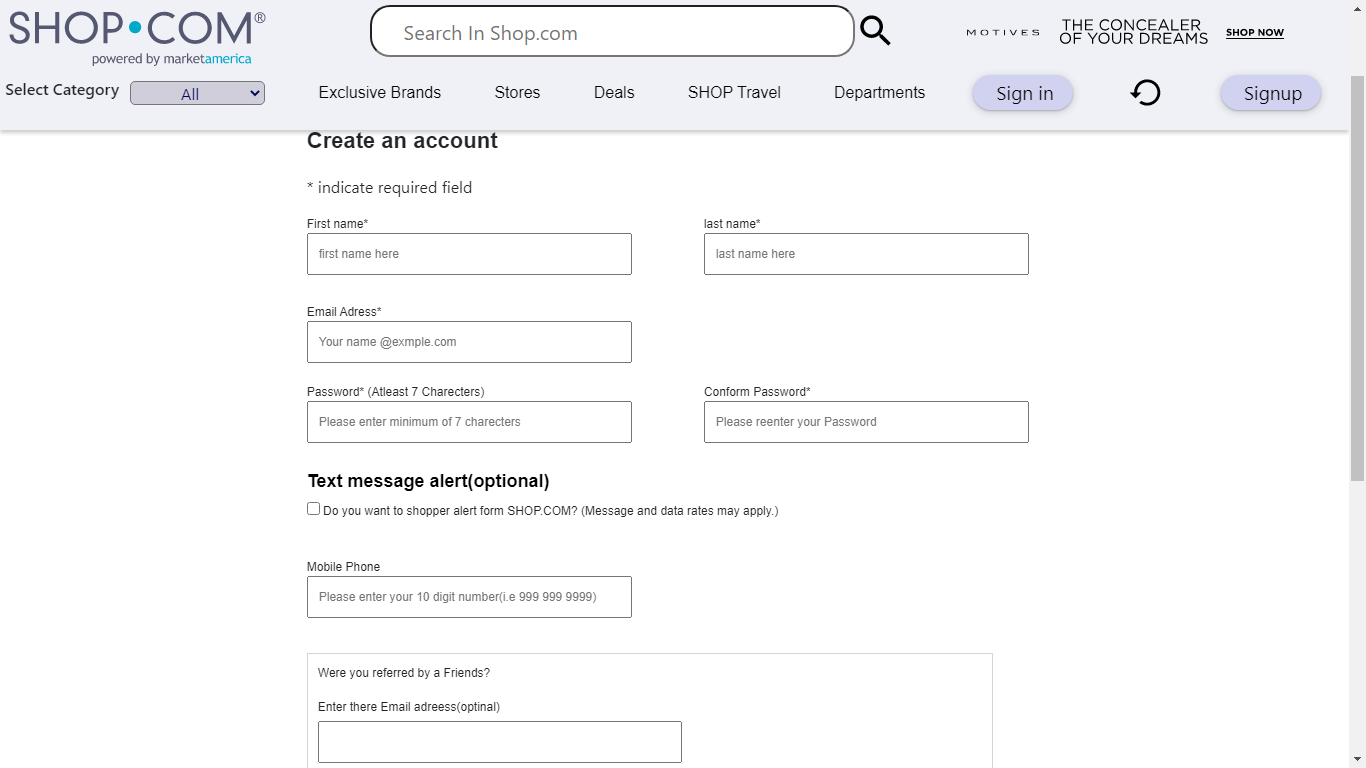 SHOP•COM®
powered by marketamerica
Search In Shop.com
MOTIVES
THE CONCEALER
OF YOUR DREAMS
SHOP NOW
Select Category
All
Exclusive Brands
Stores
Deals
SHOP Travel
Departments
Sign in
Signup
Create an account
* indicate required field
First name*
last name*
first name here
last name here
Email Adress*
Your name @exmple.com
Password* (Atleast 7 Charecters)
Conform Password*
Please enter minimum of 7 charecters
Please reenter your Password
Text message alert(optional)
Do you want to shopper alert form SHOP.COM? (Message and data rates may apply.)
Mobile Phone
Please enter your 10 digit number(i.e 999 999 9999)
Were you referred by a Friends?
Enter there Email adreess(optinal)